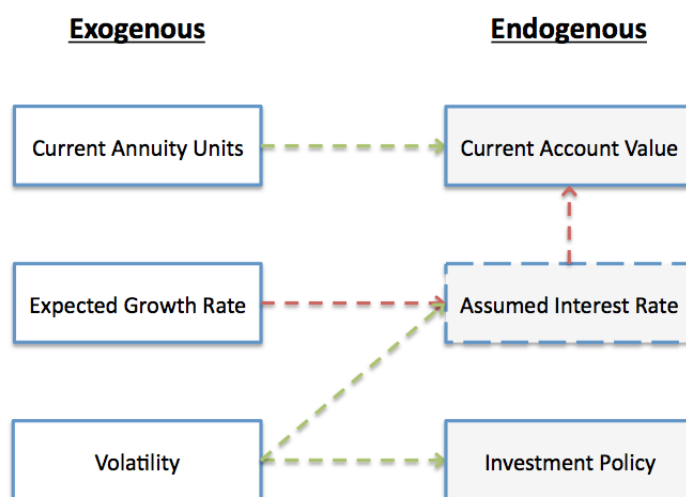 Exogenous
Endogenous
Current Annuity Units
Current Account Value
Expected Growth Rate
Assumed Interest Rate
Volatility
Investment Policy